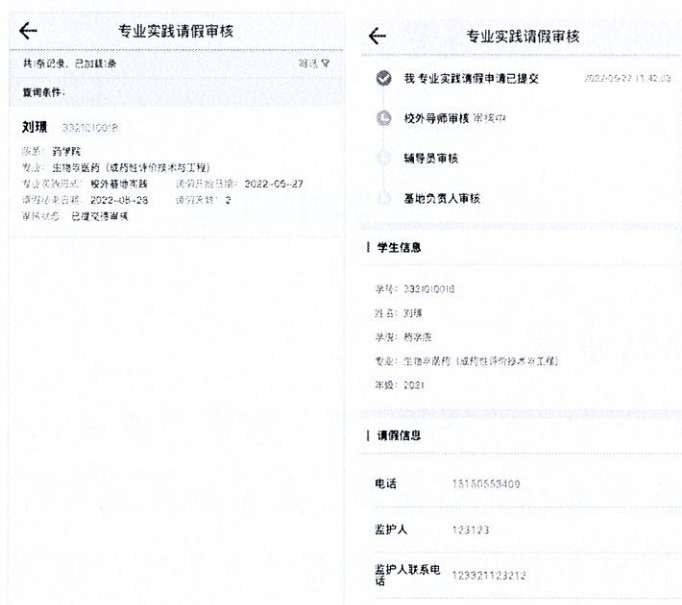 专业实践请假审核
共1条记录，已加载1条
筛选
查询条件:
刘璟 3321010018
院系: 药学院
专业: 生物与医药（成药性评价技术与工程）
专业实践形式: 校外基地实践 请假开始日期: 2022-05-27
请假结束日期: 2022-05-28 请假天数: 2
审核状态: 已提交待审核
专业实践请假审核
我 专业实践请假申请已提交
校外导师审核 审核中
辅导员审核
基地负责人审核
学生信息
学号: 3321010018
姓名: 刘璟
学院: 药学院
专业: 生物与医药（成药性评价技术与工程）
年级: 2021
请假信息
电话
监护人 123123
监护人联系电话 123321123212